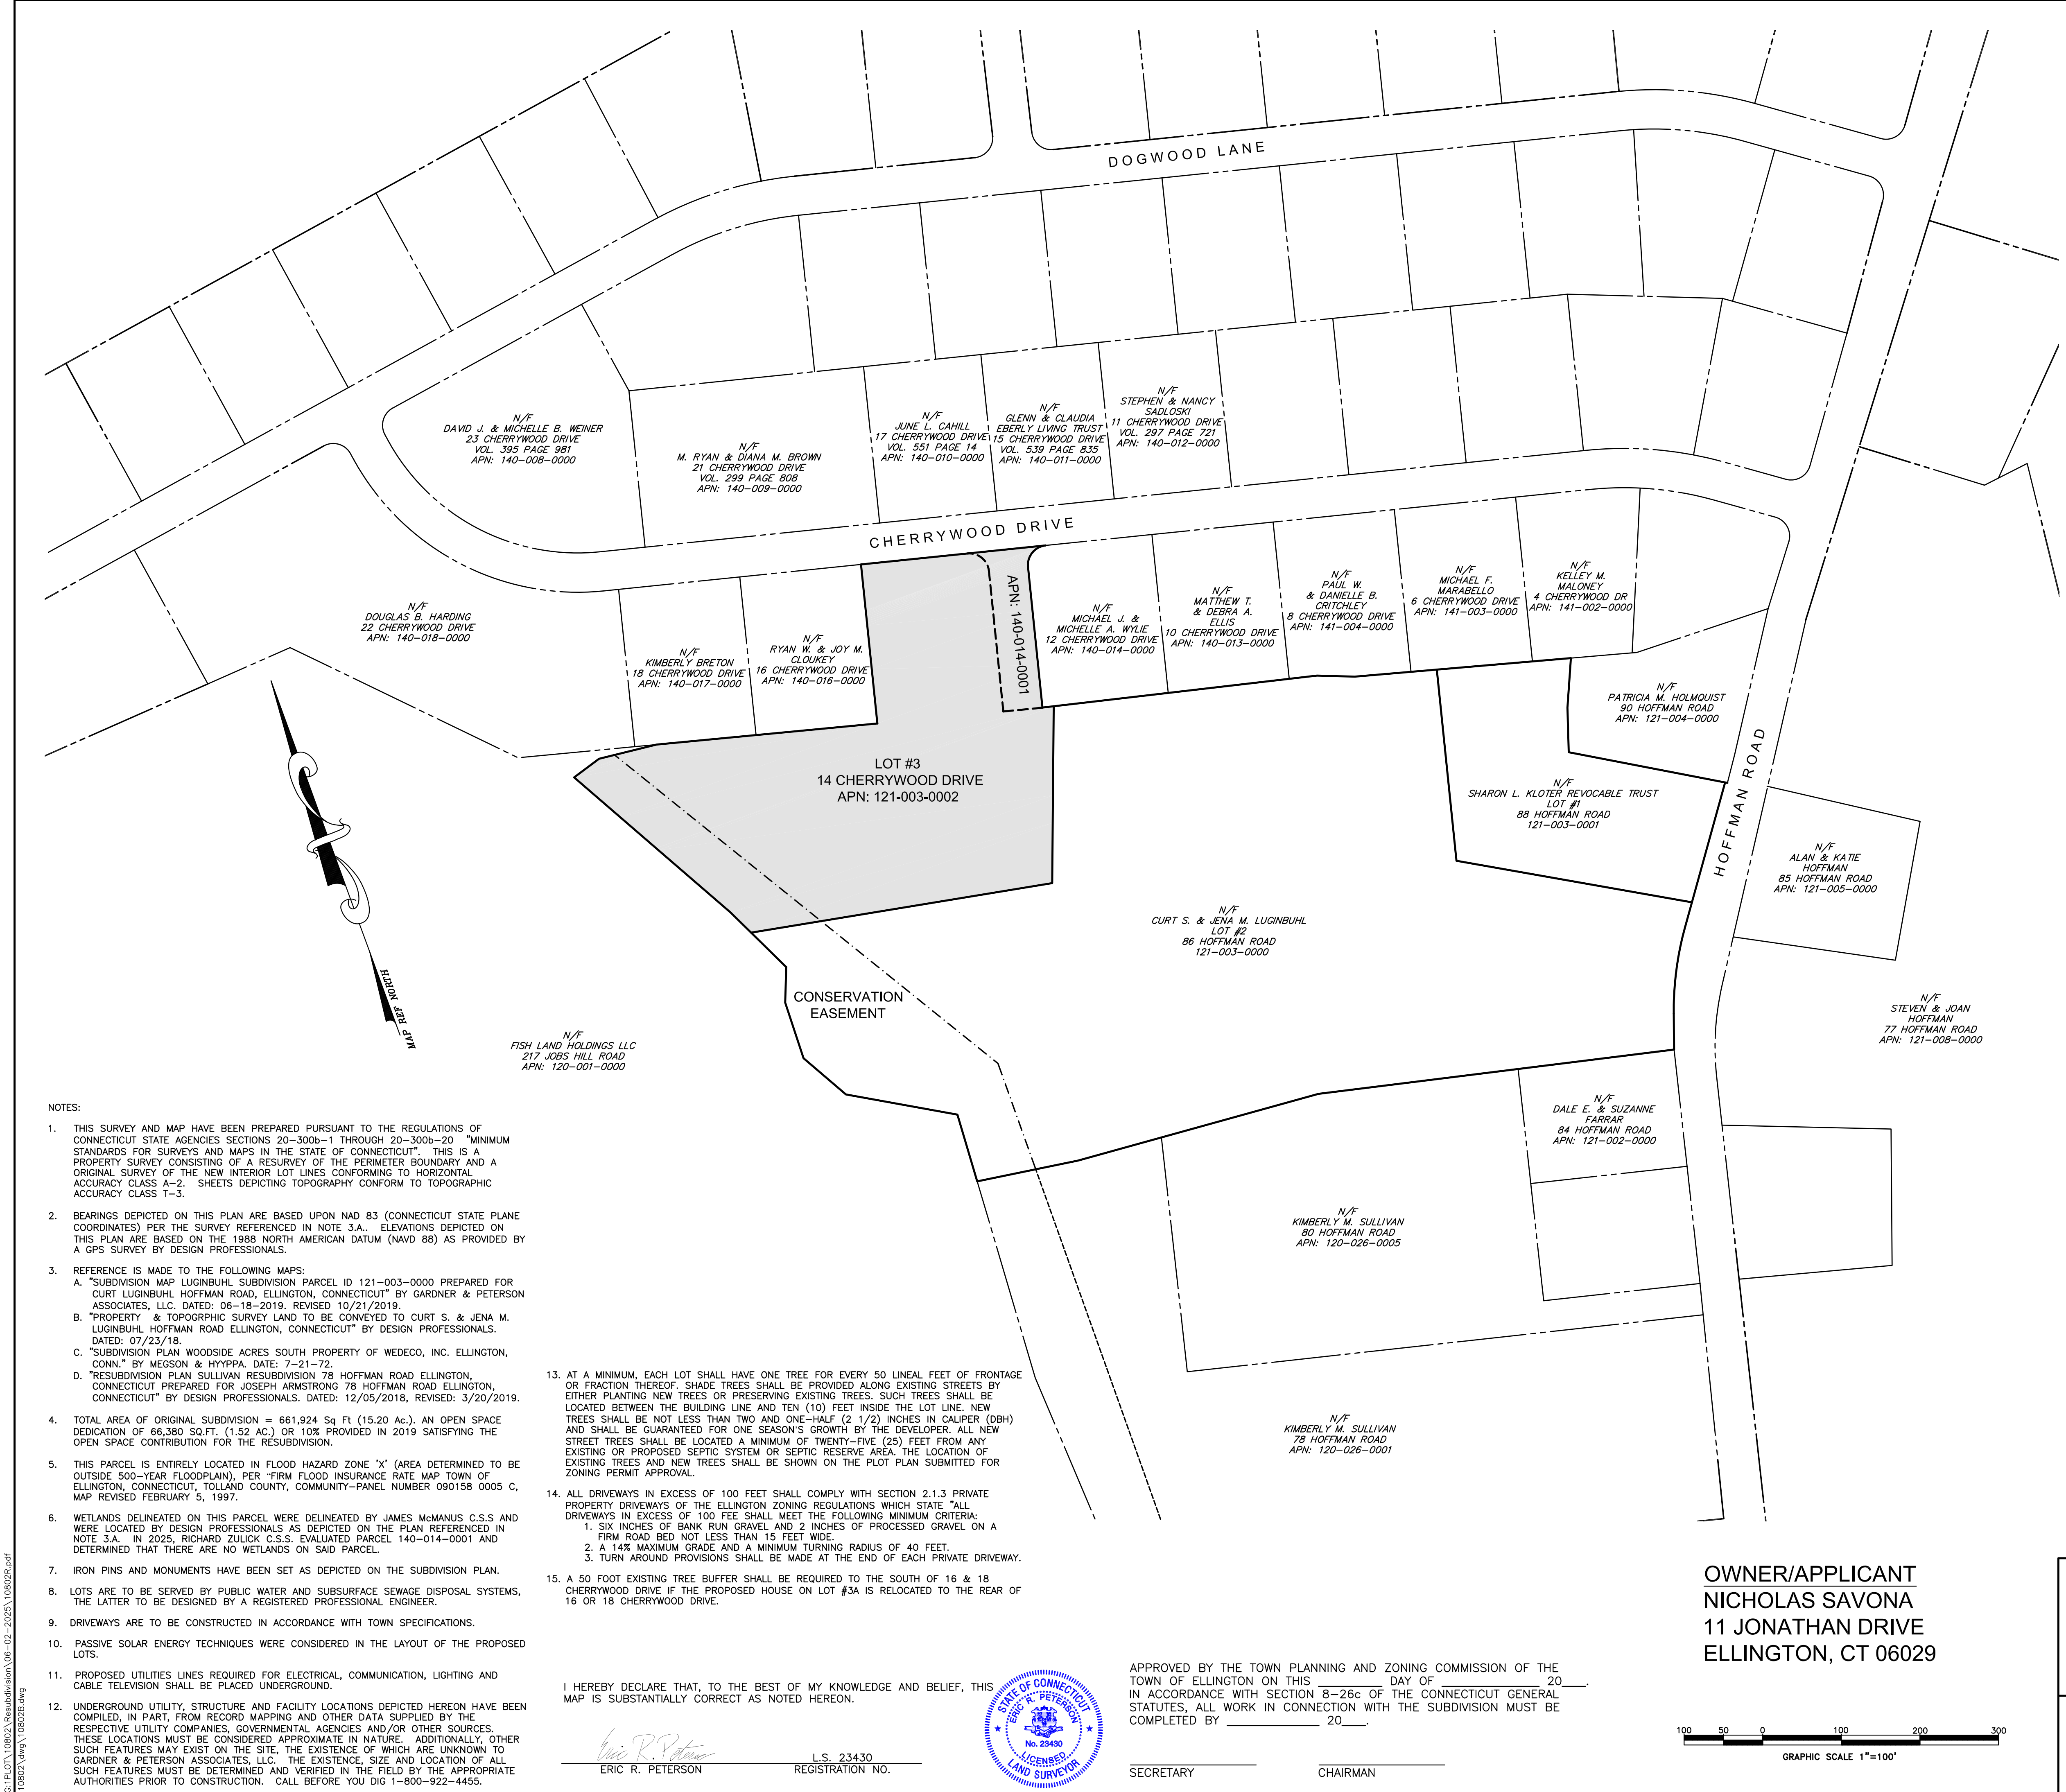 DOGWOOD LANE
N/F
DAVID J. & MICHELLE B. WEINER
23 CHERRYWOOD DRIVE
VOL. 395 PAGE 981
APN: 140-008-0000
N/F
M. RYAN & DIANA M. BROWN
21 CHERRYWOOD DRIVE
VOL. 299 PAGE 808
APN: 140-009-0000
N/F
JUNE L. CAHILL
17 CHERRYWOOD DRIVE
VOL. 551 PAGE 14
APN: 140-010-0000
N/F
GLENN & CLAUDIA
EBERLY LIVING TRUST
15 CHERRYWOOD DRIVE
VOL. 539 PAGE 835
APN: 140-011-0000
N/F
STEPHEN & NANCY
SADLOSKI
11 CHERRYWOOD DRIVE
VOL. 297 PAGE 721
APN: 140-012-0000
CHERRYWOOD DRIVE
N/F
DOUGLAS B. HARDING
22 CHERRYWOOD DRIVE
APN: 140-018-0000
N/F
KIMBERLY BRETON
18 CHERRYWOOD DRIVE
APN: 140-017-0000
N/F
RYAN W. & JOY M.
CLOUKEY
16 CHERRYWOOD DRIVE
APN: 140-016-0000
APN: 140-014-0001
N/F
MICHAEL J. &
MICHELLE A. WYLIE
12 CHERRYWOOD DRIVE
APN: 140-014-0000
N/F
MATTHEW T.
& DEBRA A.
ELLIS
10 CHERRYWOOD DRIVE
APN: 140-013-0000
N/F
PAUL W.
& DANIELLE B.
CRITCHLEY
8 CHERRYWOOD DRIVE
APN: 141-004-0000
N/F
MICHAEL F.
MARABELLO
6 CHERRYWOOD DRIVE
APN: 141-003-0000
N/F
KELLEY M.
MALONEY
4 CHERRYWOOD DR
APN: 141-002-0000
N/F
PATRICIA M. HOLMQUIST
90 HOFFMAN ROAD
APN: 121-004-0000
HOFFMAN ROAD
LOT #3
14 CHERRYWOOD DRIVE
APN: 121-003-0002
N/F
SHARON L. KLOTER REVOCABLE TRUST
LOT #1
88 HOFFMAN ROAD
121-003-0001
N/F
ALAN & KATIE
HOFFMAN
85 HOFFMAN ROAD
APN: 121-005-0000
N/F
CURT S. & JENA M. LUGINBUHL
LOT #2
86 HOFFMAN ROAD
121-003-0000
MAP REF NORTH
CONSERVATION
EASEMENT
N/F
FISH LAND HOLDINGS LLC
217 JOBS HILL ROAD
APN: 120-001-0000
N/F
STEVEN & JOAN
HOFFMAN
77 HOFFMAN ROAD
APN: 121-008-0000
N/F
DALE E. & SUZANNE
FARRAR
84 HOFFMAN ROAD
APN: 121-002-0000
N/F
KIMBERLY M. SULLIVAN
80 HOFFMAN ROAD
APN: 120-026-0005
N/F
KIMBERLY M. SULLIVAN
78 HOFFMAN ROAD
APN: 120-026-0001
NOTES:
1. THIS SURVEY AND MAP HAVE BEEN PREPARED PURSUANT TO THE REGULATIONS OF
CONNECTICUT STATE AGENCIES SECTIONS 20-300b-1 THROUGH 20-300b-20 "MINIMUM
STANDARDS FOR SURVEYS AND MAPS IN THE STATE OF CONNECTICUT". THIS IS A
PROPERTY SURVEY CONSISTING OF A RESURVEY OF THE PERIMETER BOUNDARY AND A
ORIGINAL SURVEY OF THE NEW INTERIOR LOT LINES CONFORMING TO HORIZONTAL
ACCURACY CLASS A-2. SHEETS DEPICTING TOPOGRAPHY CONFORM TO TOPOGRAPHIC
ACCURACY CLASS T-3.
2. BEARINGS DEPICTED ON THIS PLAN ARE BASED UPON NAD 83 (CONNECTICUT STATE PLANE
COORDINATES) PER THE SURVEY REFERENCED IN NOTE 3.A.. ELEVATIONS DEPICTED ON
THIS PLAN ARE BASED ON THE 1988 NORTH AMERICAN DATUM (NAVD 88) AS PROVIDED BY
A GPS SURVEY BY DESIGN PROFESSIONALS.
3. REFERENCE IS MADE TO THE FOLLOWING MAPS:
A. "SUBDIVISION MAP LUGINBUHL SUBDIVISION PARCEL ID 121-003-0000 PREPARED FOR
CURT LUGINBUHL HOFFMAN ROAD, ELLINGTON, CONNECTICUT" BY GARDNER & PETERSON
ASSOCIATES, LLC. DATED: 06-18-2019. REVISED 10/21/2019.
B. "PROPERTY & TOPOGRPHIC SURVEY LAND TO BE CONVEYED TO CURT S. & JENA M.
LUGINBUHL HOFFMAN ROAD ELLINGTON, CONNECTICUT" BY DESIGN PROFESSIONALS.
DATED: 07/23/18.
C. "SUBDIVISION PLAN WOODSIDE ACRES SOUTH PROPERTY OF WEDECO, INC. ELLINGTON,
CONN." BY MEGSON & HYYPPA. DATE: 7-21-72.
D. "RESUBDIVISION PLAN SULLIVAN RESUBDIVISION 78 HOFFMAN ROAD ELLINGTON,
CONNECTICUT PREPARED FOR JOSEPH ARMSTRONG 78 HOFFMAN ROAD ELLINGTON,
CONNECTICUT" BY DESIGN PROFESSIONALS. DATED: 12/05/2018, REVISED: 3/20/2019.
4. TOTAL AREA OF ORIGINAL SUBDIVISION = 661,924 Sq Ft (15.20 Ac.). AN OPEN SPACE
DEDICATION OF 66,380 SQ.FT. (1.52 AC.) OR 10% PROVIDED IN 2019 SATISFYING THE
OPEN SPACE CONTRIBUTION FOR THE RESUBDIVISION.
5. THIS PARCEL IS ENTIRELY LOCATED IN FLOOD HAZARD ZONE 'X' (AREA DETERMINED TO BE
OUTSIDE 500-YEAR FLOODPLAIN), PER "FIRM FLOOD INSURANCE RATE MAP TOWN OF
ELLINGTON, CONNECTICUT, TOLLAND COUNTY, COMMUNITY-PANEL NUMBER 090158 0005 C,
MAP REVISED FEBRUARY 5, 1997.
6. WETLANDS DELINEATED ON THIS PARCEL WERE DELINEATED BY JAMES McMANUS C.S.S AND
WERE LOCATED BY DESIGN PROFESSIONALS AS DEPICTED ON THE PLAN REFERENCED IN
NOTE 3.A. IN 2025, RICHARD ZULICK C.S.S. EVALUATED PARCEL 140-014-0001 AND
DETERMINED THAT THERE ARE NO WETLANDS ON SAID PARCEL.
7. IRON PINS AND MONUMENTS HAVE BEEN SET AS DEPICTED ON THE SUBDIVISION PLAN.
8. LOTS ARE TO BE SERVED BY PUBLIC WATER AND SUBSURFACE SEWAGE DISPOSAL SYSTEMS,
THE LATTER TO BE DESIGNED BY A REGISTERED PROFESSIONAL ENGINEER.
9. DRIVEWAYS ARE TO BE CONSTRUCTED IN ACCORDANCE WITH TOWN SPECIFICATIONS.
10. PASSIVE SOLAR ENERGY TECHNIQUES WERE CONSIDERED IN THE LAYOUT OF THE PROPOSED
LOTS.
11. PROPOSED UTILITIES LINES REQUIRED FOR ELECTRICAL, COMMUNICATION, LIGHTING AND
CABLE TELEVISION SHALL BE PLACED UNDERGROUND.
12. UNDERGROUND UTILITY, STRUCTURE AND FACILITY LOCATIONS DEPICTED HEREON HAVE BEEN
COMPILED, IN PART, FROM RECORD MAPPING AND OTHER DATA SUPPLIED BY THE
RESPECTIVE UTILITY COMPANIES, GOVERNMENTAL AGENCIES AND/OR OTHER SOURCES.
THESE LOCATIONS MUST BE CONSIDERED APPROXIMATE IN NATURE. ADDITIONALLY, OTHER
SUCH FEATURES MAY EXIST ON THE SITE, THE EXISTENCE OF WHICH ARE UNKNOWN TO
GARDNER & PETERSON ASSOCIATES, LLC. THE EXISTENCE, SIZE AND LOCATION OF ALL
SUCH FEATURES MUST BE DETERMINED AND VERIFIED IN THE FIELD BY THE APPROPRIATE
AUTHORITIES PRIOR TO CONSTRUCTION. CALL BEFORE YOU DIG 1-800-922-4455.
13. AT A MINIMUM, EACH LOT SHALL HAVE ONE TREE FOR EVERY 50 LINEAL FEET OF FRONTAGE
OR FRACTION THEREOF. SHADE TREES SHALL BE PROVIDED ALONG EXISTING STREETS BY
EITHER PLANTING NEW TREES OR PRESERVING EXISTING TREES. SUCH TREES SHALL BE
LOCATED BETWEEN THE BUILDING LINE AND TEN (10) FEET INSIDE THE LOT LINE. NEW
TREES SHALL BE NOT LESS THAN TWO AND ONE-HALF (2 1/2) INCHES IN CALIPER (DBH)
AND SHALL BE GUARANTEED FOR ONE SEASON'S GROWTH BY THE DEVELOPER. ALL NEW
STREET TREES SHALL BE LOCATED A MINIMUM OF TWENTY-FIVE (25) FEET FROM ANY
EXISTING OR PROPOSED SEPTIC SYSTEM OR SEPTIC RESERVE AREA. THE LOCATION OF
EXISTING TREES AND NEW TREES SHALL BE SHOWN ON THE PLOT PLAN SUBMITTED FOR
ZONING PERMIT APPROVAL.
14. ALL DRIVEWAYS IN EXCESS OF 100 FEET SHALL COMPLY WITH SECTION 2.1.3 PRIVATE
PROPERTY DRIVEWAYS OF THE ELLINGTON ZONING REGULATIONS WHICH STATE "ALL
DRIVEWAYS IN EXCESS OF 100 FEE SHALL MEET THE FOLLOWING MINIMUM CRITERIA:
1. SIX INCHES OF BANK RUN GRAVEL AND 2 INCHES OF PROCESSED GRAVEL ON A
FIRM ROAD BED NOT LESS THAN 15 FEET WIDE.
2. A 14% MAXIMUM GRADE AND A MINIMUM TURNING RADIUS OF 40 FEET.
3. TURN AROUND PROVISIONS SHALL BE MADE AT THE END OF EACH PRIVATE DRIVEWAY.
15. A 50 FOOT EXISTING TREE BUFFER SHALL BE REQUIRED TO THE SOUTH OF 16 & 18
CHERRYWOOD DRIVE IF THE PROPOSED HOUSE ON LOT #3A IS RELOCATED TO THE REAR OF
16 OR 18 CHERRYWOOD DRIVE.
I HEREBY DECLARE THAT, TO THE BEST OF MY KNOWLEDGE AND BELIEF, THIS
MAP IS SUBSTANTIALLY CORRECT AS NOTED HEREON.
Eric R. Peterson
L.S. 23430
ERIC R. PETERSON REGISTRATION NO.
STATE OF CONNECTICUT
ERIC R. PETERSON
No. 23430
LICENSED
LAND SURVEYOR
APPROVED BY THE TOWN PLANNING AND ZONING COMMISSION OF THE
TOWN OF ELLINGTON ON THIS ________ DAY OF ____________ 20___.
IN ACCORDANCE WITH SECTION 8-26c OF THE CONNECTICUT GENERAL
STATUTES, ALL WORK IN CONNECTION WITH THE SUBDIVISION MUST BE
COMPLETED BY ____________ 20___.
SECRETARY CHAIRMAN
OWNER/APPLICANT
NICHOLAS SAVONA
11 JONATHAN DRIVE
ELLINGTON, CT 06029
100 50 0 100 200 300
GRAPHIC SCALE 1"=100'
G:1PLOT\10802\Resubdivision\06-02-2025\10802R.pdf
10802\dwg\10802B.dwg